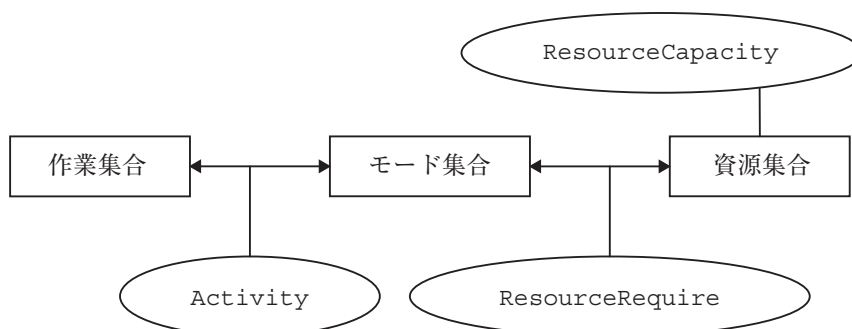 ResourceCapacity
作業集合
モード集合
資源集合
Activity
ResourceRequire